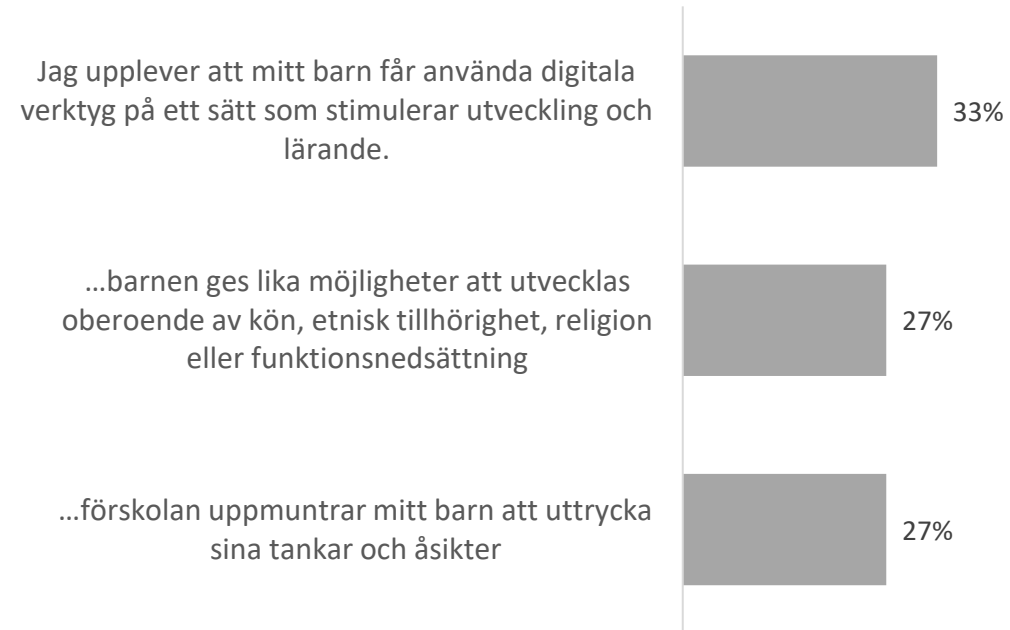 Jag upplever att mitt barn får använda digitala
verktyg på ett sätt som stimulerar utveckling och
lärande.
33%
...barnen ges lika möjligheter att utvecklas
oberoende av kön, etnisk tillhörighet, religion
eller funktionsnedsättning
27%
...förskolan uppmuntrar mitt barn att uttrycka
sina tankar och åsikter
27%